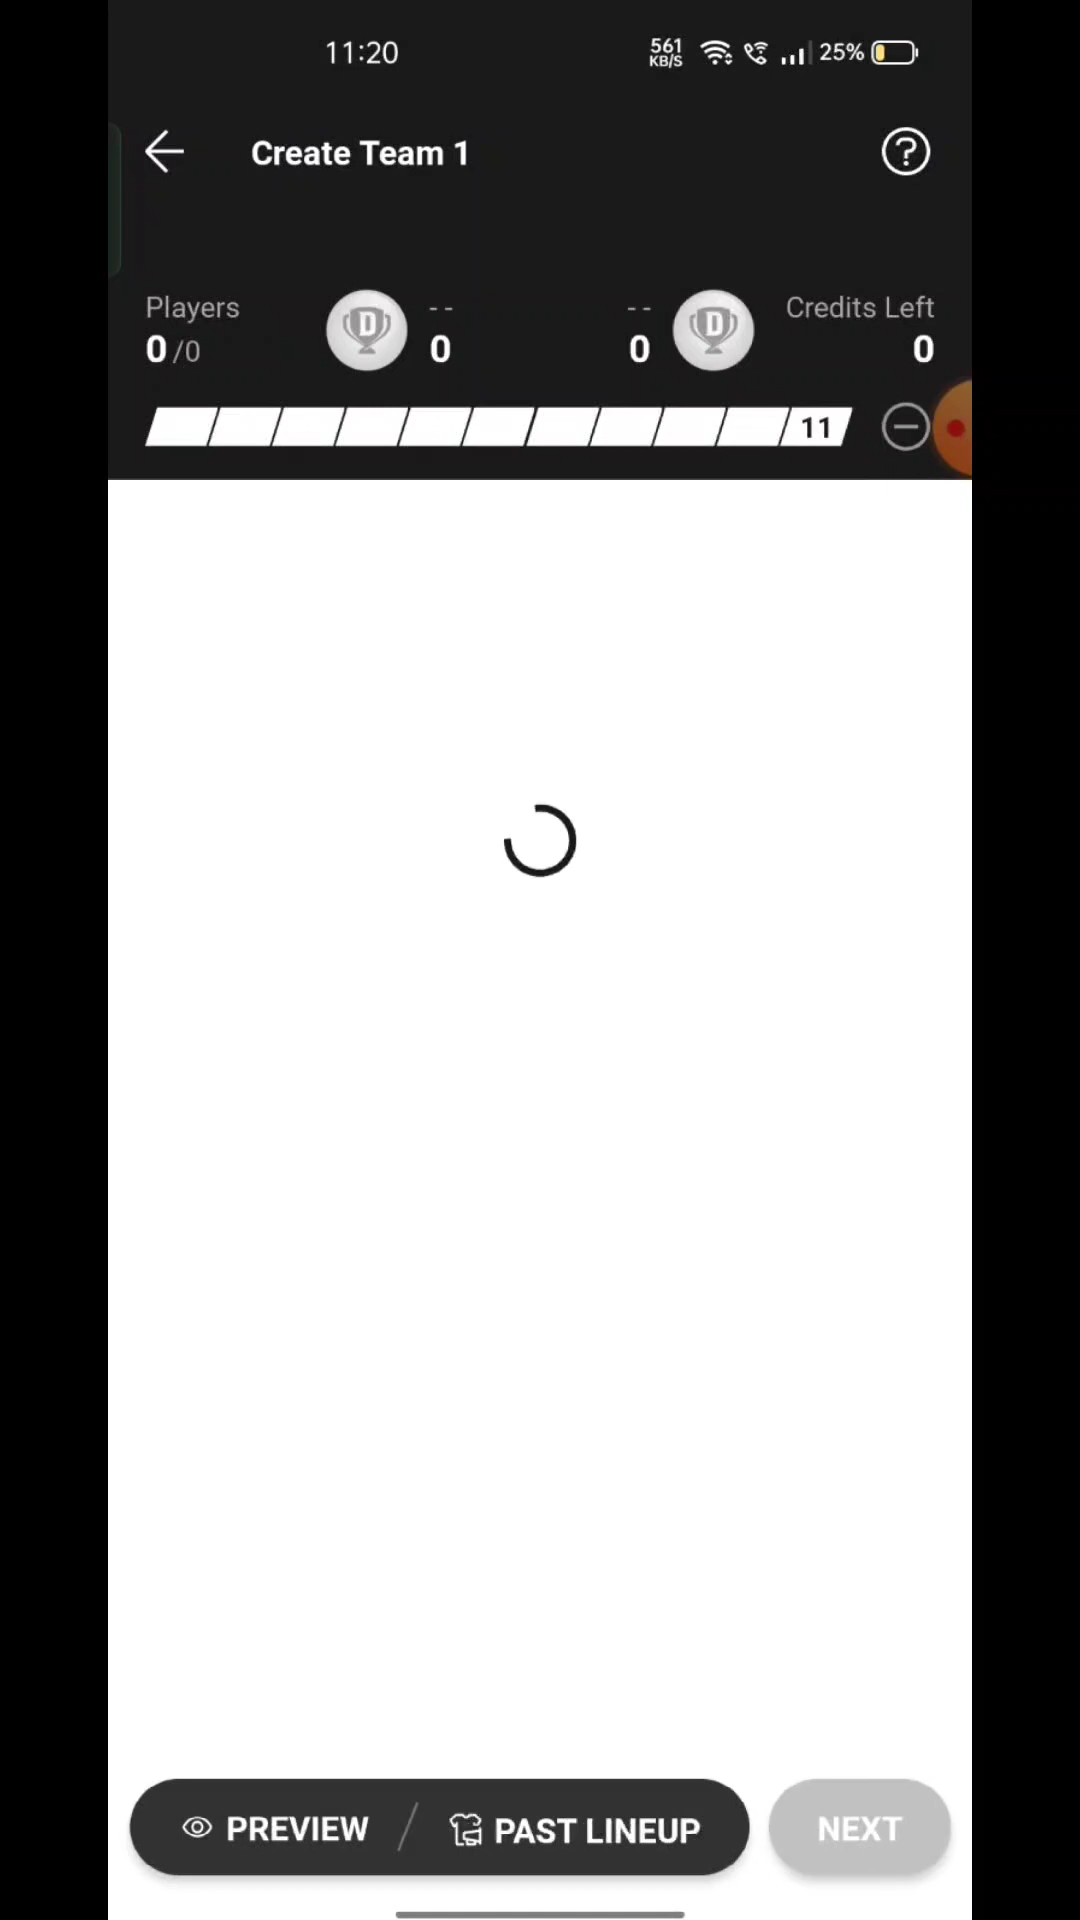 11:20
561
KB/S
25%
Create Team 1
Players
0/0
D
--
0
--
0
D
Credits Left
0
11
PREVIEW
PAST LINEUP
NEXT